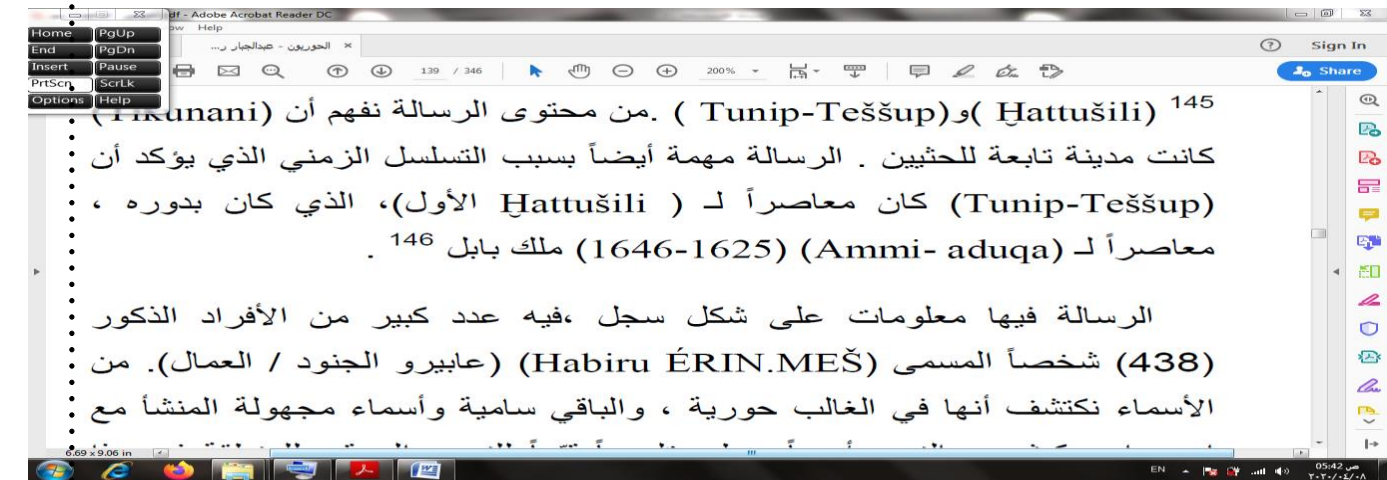 df - Adobe Acrobat Reader DC
ow Help
Home PgUp
End PgDn
Insert Pause
PrtScn ScrLk
Options Help
الحوريون - عبدالجبار ر... ×
Sign In
139 / 346
200%
Share
145 (Ḫattušili )و(Tunip-Teššup ) .من محتوى الرسالة نفهم أن (Tikunani)
كانت مدينة تابعة للحثيين . الرسالة مهمة أيضاً بسبب التسلسل الزمني الذي يؤكد أن
(Tunip-Teššup) كان معاصراً لـ ( Ḫattušili الأول)، الذي كان بدوره ،
معاصراً لـ (Ammi- aduqa) (1646-1625) ملك بابل 146 .
الرسالة فيها معلومات على شكل سجل ،فيه عدد كبير من الأفراد الذكور
(438) شخصاً المسمى (Habiru ÉRIN.MEŠ) (عابيرو الجنود / العمال). من
الأسماء نكتشف أنها في الغالب حورية ، والباقي سامية وأسماء مجهولة المنشأ مع
6.69 x 9.06 in
EN
05:42 ص
٢٠٢٠/٠٤/٠٨